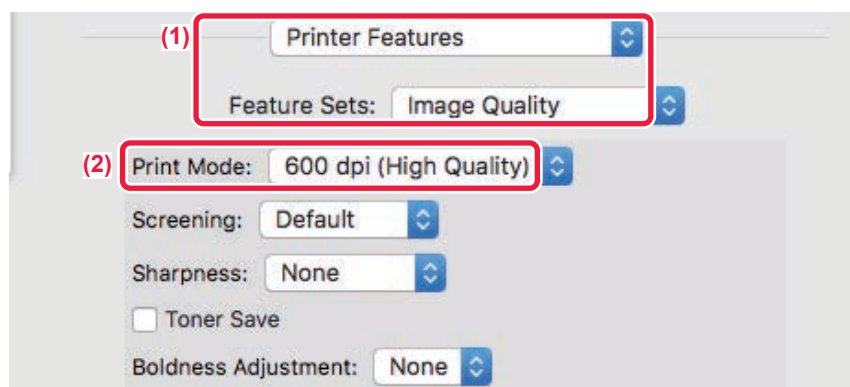 (1) Printer Features
Feature Sets: Image Quality
(2) Print Mode: 600 dpi (High Quality)
Screening: Default
Sharpness: None
Toner Save
Boldness Adjustment: None